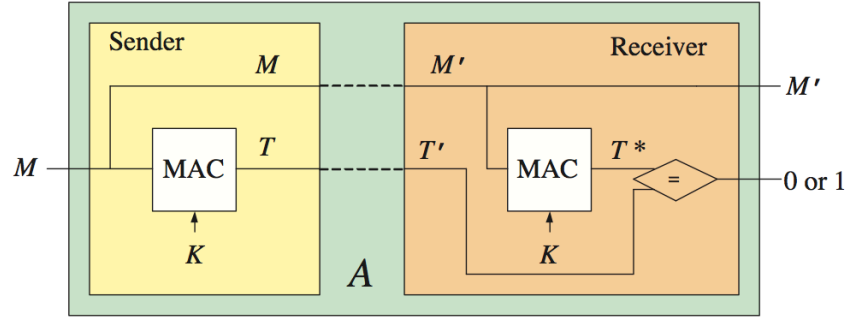 Sender
Receiver
M
M'
M'
M
MAC
T
T'
MAC
T*
=
0 or 1
K
A
K